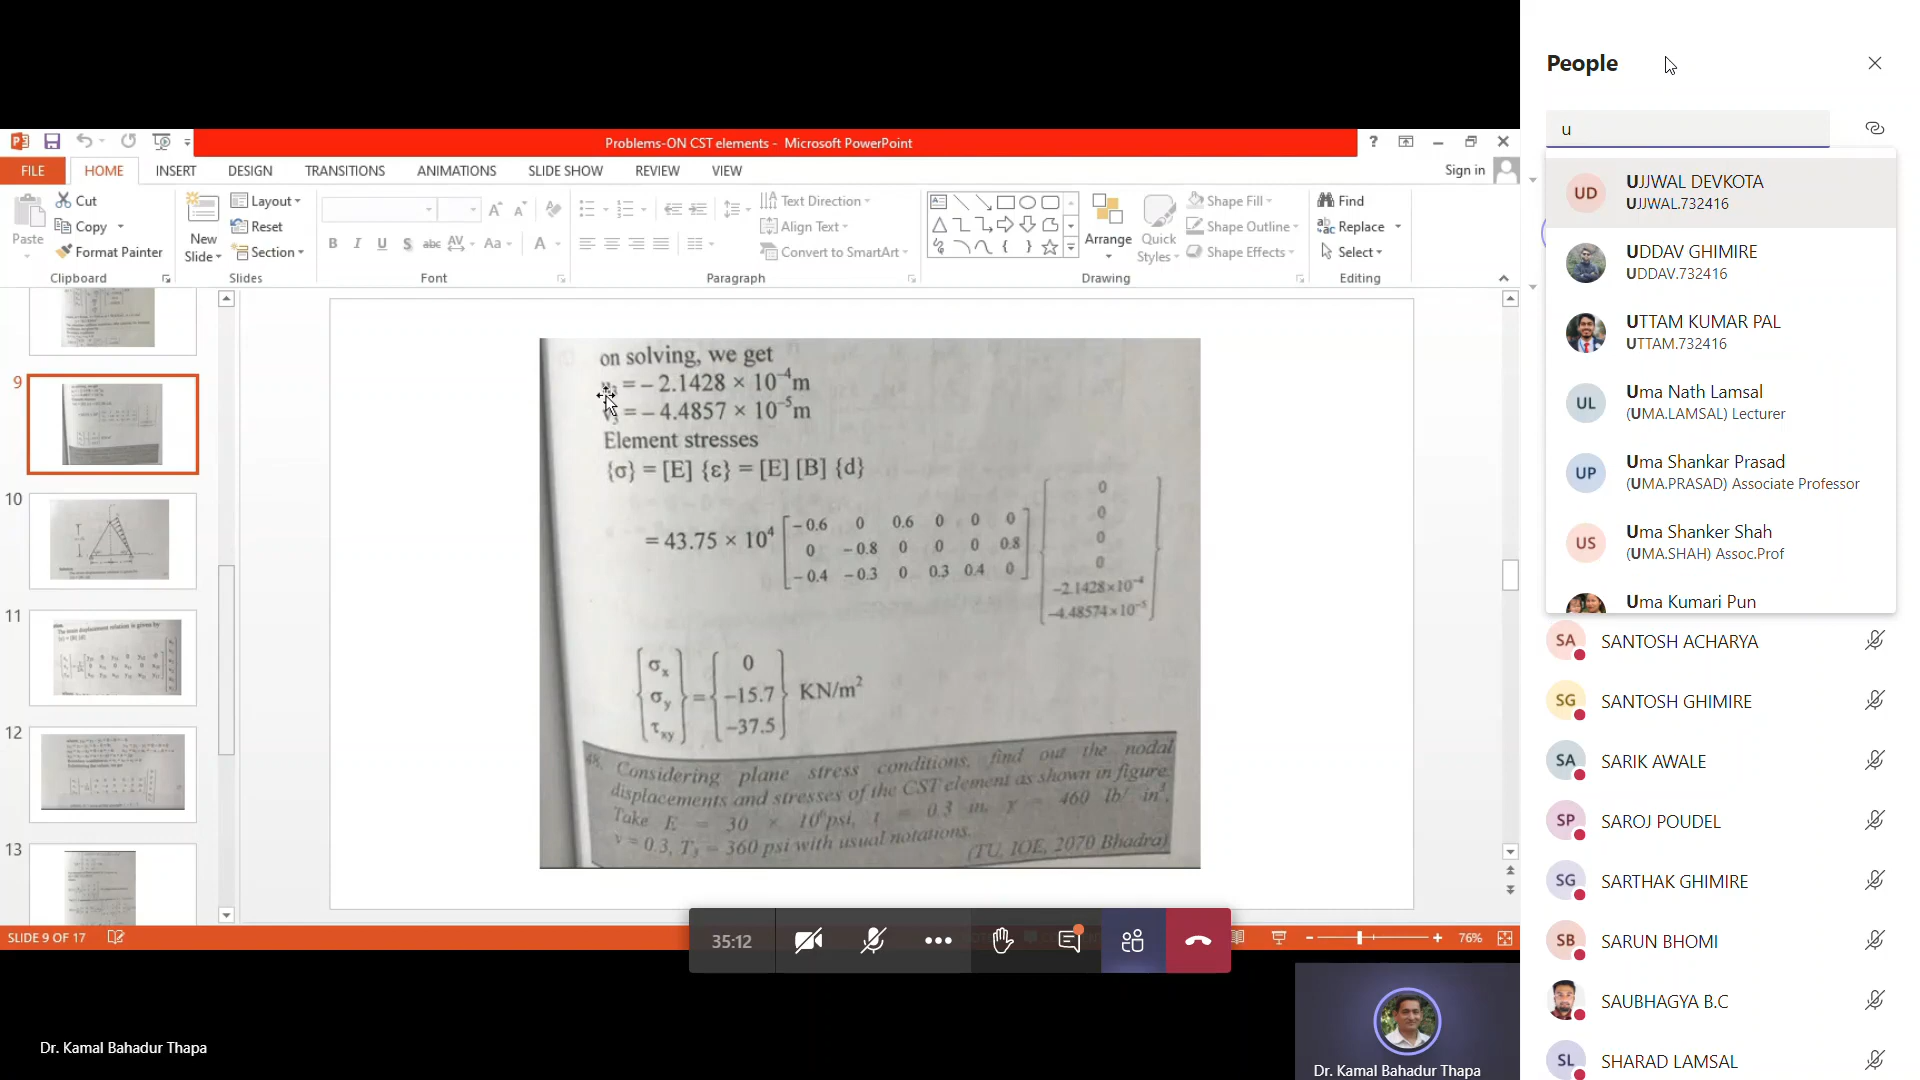 People
u
UJJWAL DEVKOTA
UJJWAL.732416
UDDAV GHIMIRE
UDDAV.732416
UTTAM KUMAR PAL
UTTAM.732416
UL
Uma Nath Lamsal
(UMA.LAMSAL) Lecturer
UP
Uma Shankar Prasad
(UMA.PRASAD) Associate Professor
US
Uma Shanker Shah
(UMA.SHAH) Assoc.Prof
Uma Kumari Pun
UD
SA SANTOSH ACHARYA
SG SANTOSH GHIMIRE
SA SARIK AWALE
SP SAROJ POUDEL
SG SARTHAK GHIMIRE
SB SARUN BHOMI
SAUBHAGYA B.C
SL SHARAD LAMSAL
Problems-ON CST elements - Microsoft PowerPoint
FILE HOME INSERT DESIGN TRANSITIONS ANIMATIONS SLIDE SHOW REVIEW VIEW Sign in
Paste
Cut
Copy
Format Painter
Clipboard
New Slide
Layout
Reset
Section
Slides
B I U S abc AV Aa A
Font
Text Direction
Align Text
Convert to SmartArt
Paragraph
Arrange
Quick Styles
Shape Fill
Shape Outline
Shape Effects
Drawing
Find
Replace
Select
Editing
9
10
11
12
13
on solving, we get
= – 2.1428 × 10⁻⁴m
= – 4.4857 × 10⁻⁵m
Element stresses
{σ} = [E] {ε} = [E] [B] {d}
= 43.75 × 10⁴
–0.6 0 0.6 0 0 0
0 –0.8 0 0 0 0.8
–0.4 –0.3 0 0.3 0.4 0
0
0
0
0
–2.1428×10⁻⁴
–4.48574×10⁻⁵
σx 0
σy = –15.7 KN/m²
τxy –37.5
48. Considering plane stress conditions, find out the nodal
displacements and stresses of the CST element as shown in figure.
Take E = 30 × 10⁶psi, t = 0.3 in, γ = 460 lb/ in³,
ν = 0.3, = 360 psi with usual notations.
(TU, IOE, 2070 Bhadra)
SLIDE 9 OF 17
76%
35:12
Dr. Kamal Bahadur Thapa
Dr. Kamal Bahadur Thapa